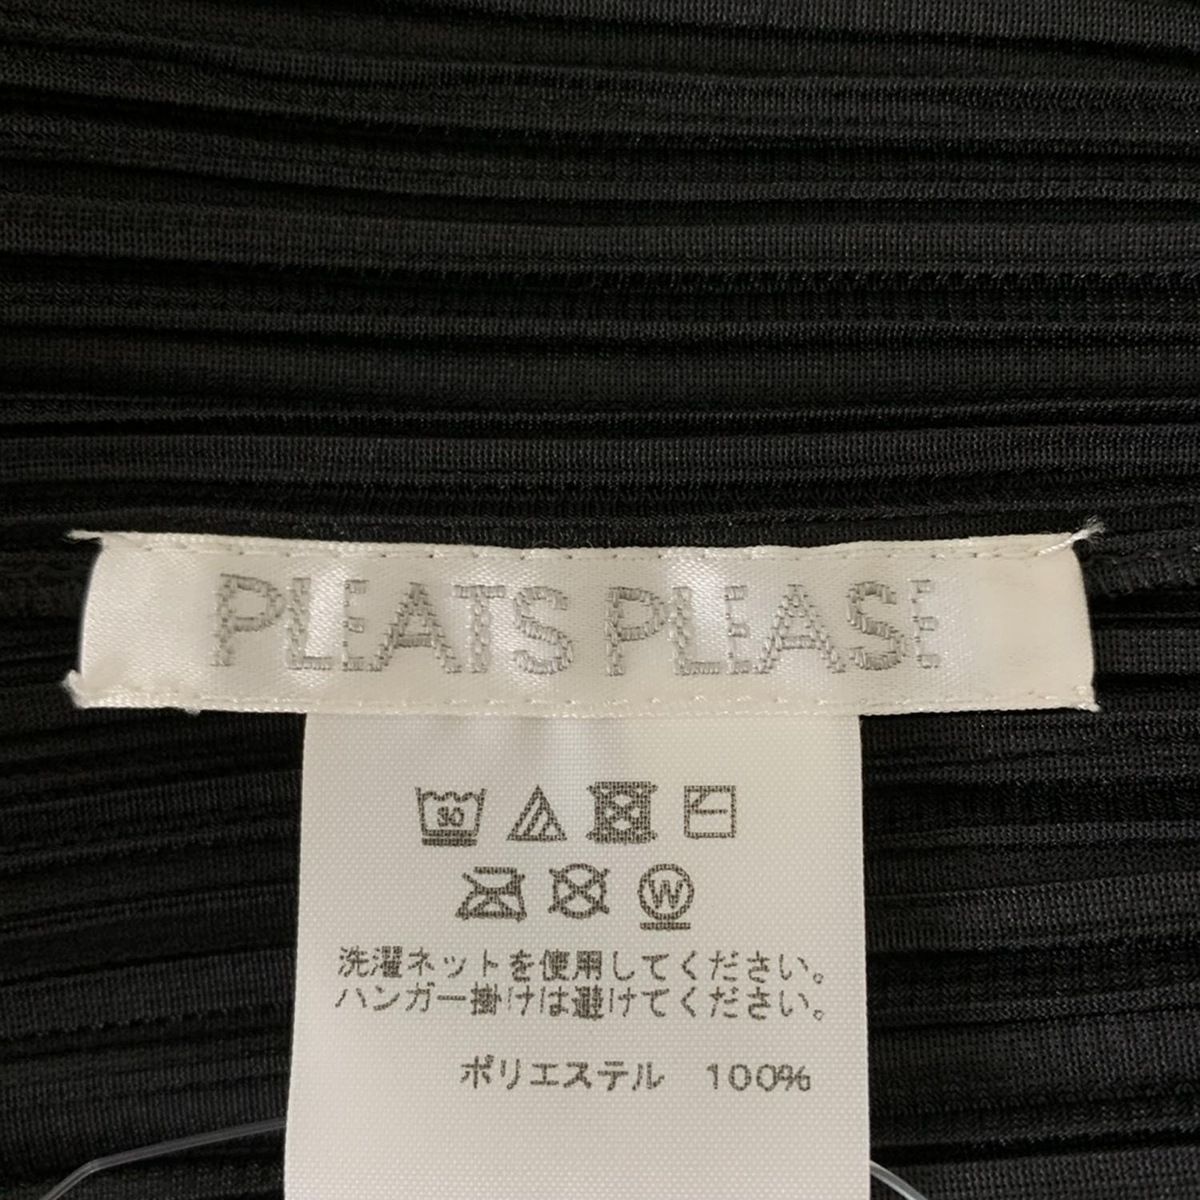 PLEATS PLEASE
30
W
洗濯ネットを使用してください。
ハンガー掛けは避けてください。
ポリエステル 100%